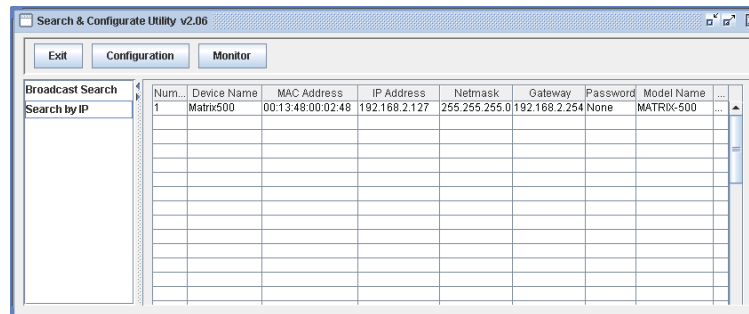 Search & Configurate Utility v2.06
Exit Configuration Monitor
Broadcast Search
Search by IP
Num... Device Name MAC Address IP Address Netmask Gateway Password Model Name ...
1 Matrix500 00:13:48:00:02:48 192.168.2.127 255.255.255.0 192.168.2.254 None MATRIX-500 ...